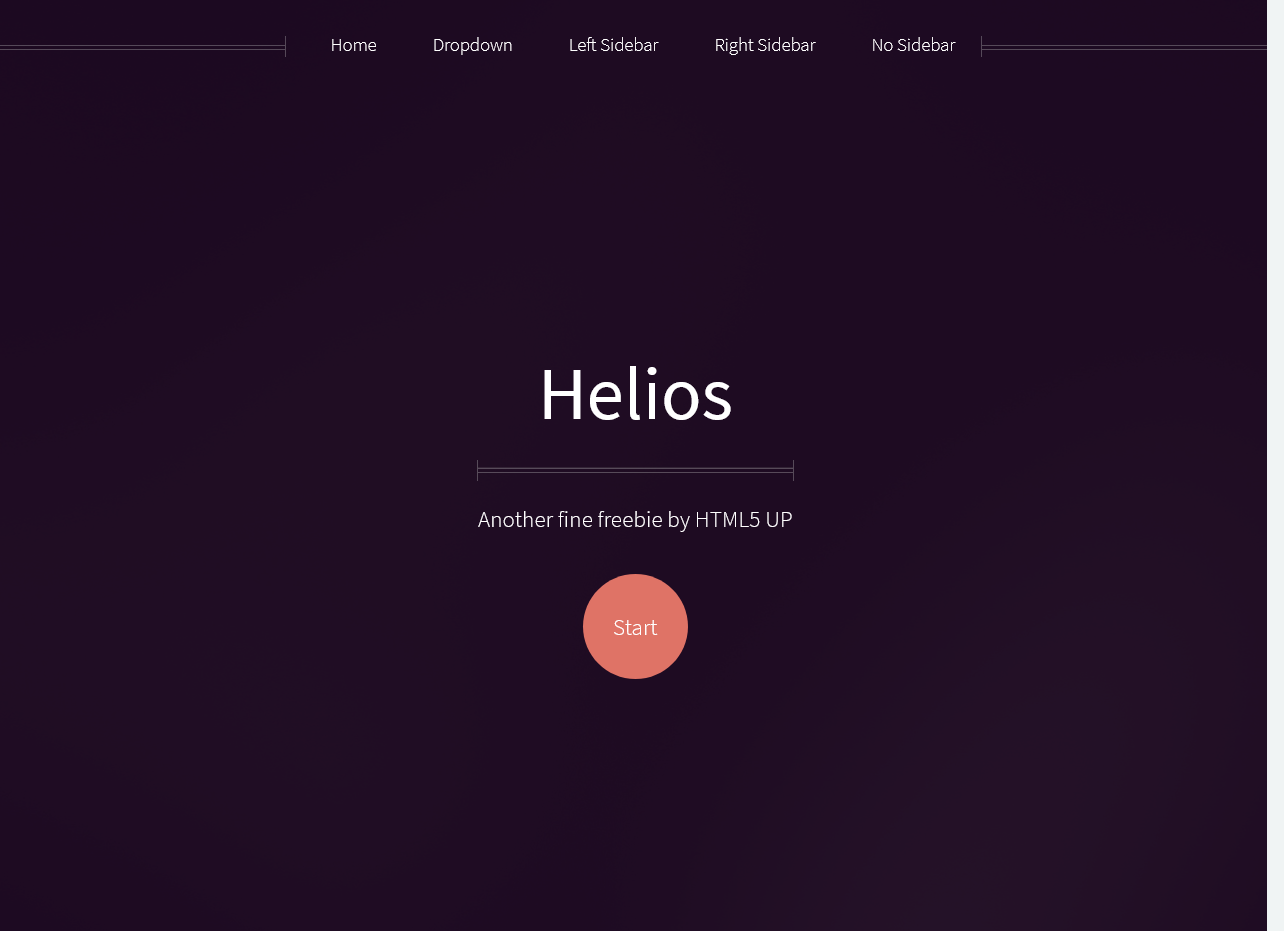 Home Dropdown Left Sidebar Right Sidebar No Sidebar
Helios
Another fine freebie by HTML5 UP
Start